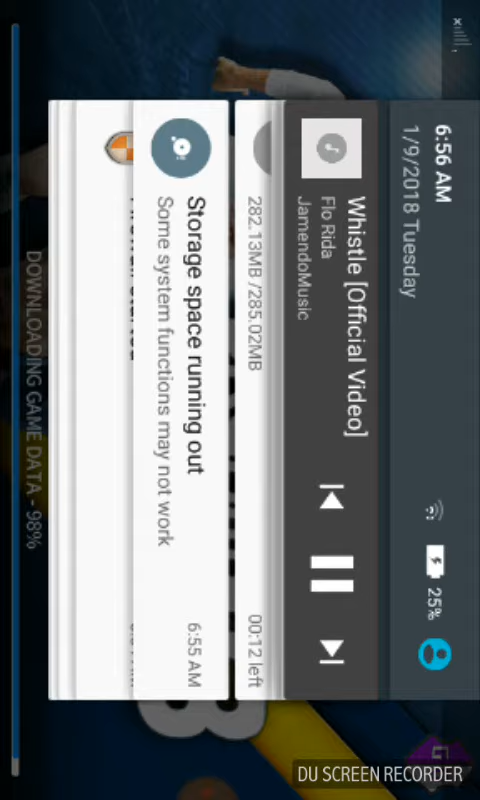 6:56 AM
25%
1/9/2018 Tuesday
Whistle [Official Video]
Flo Rida
JamendoMusic
282.13MB /285.02MB
00:12 left
Storage space running out
6:55 AM
Some system functions may not work
DOWNLOADING GAME DATA - 98%
DU SCREEN RECORDER